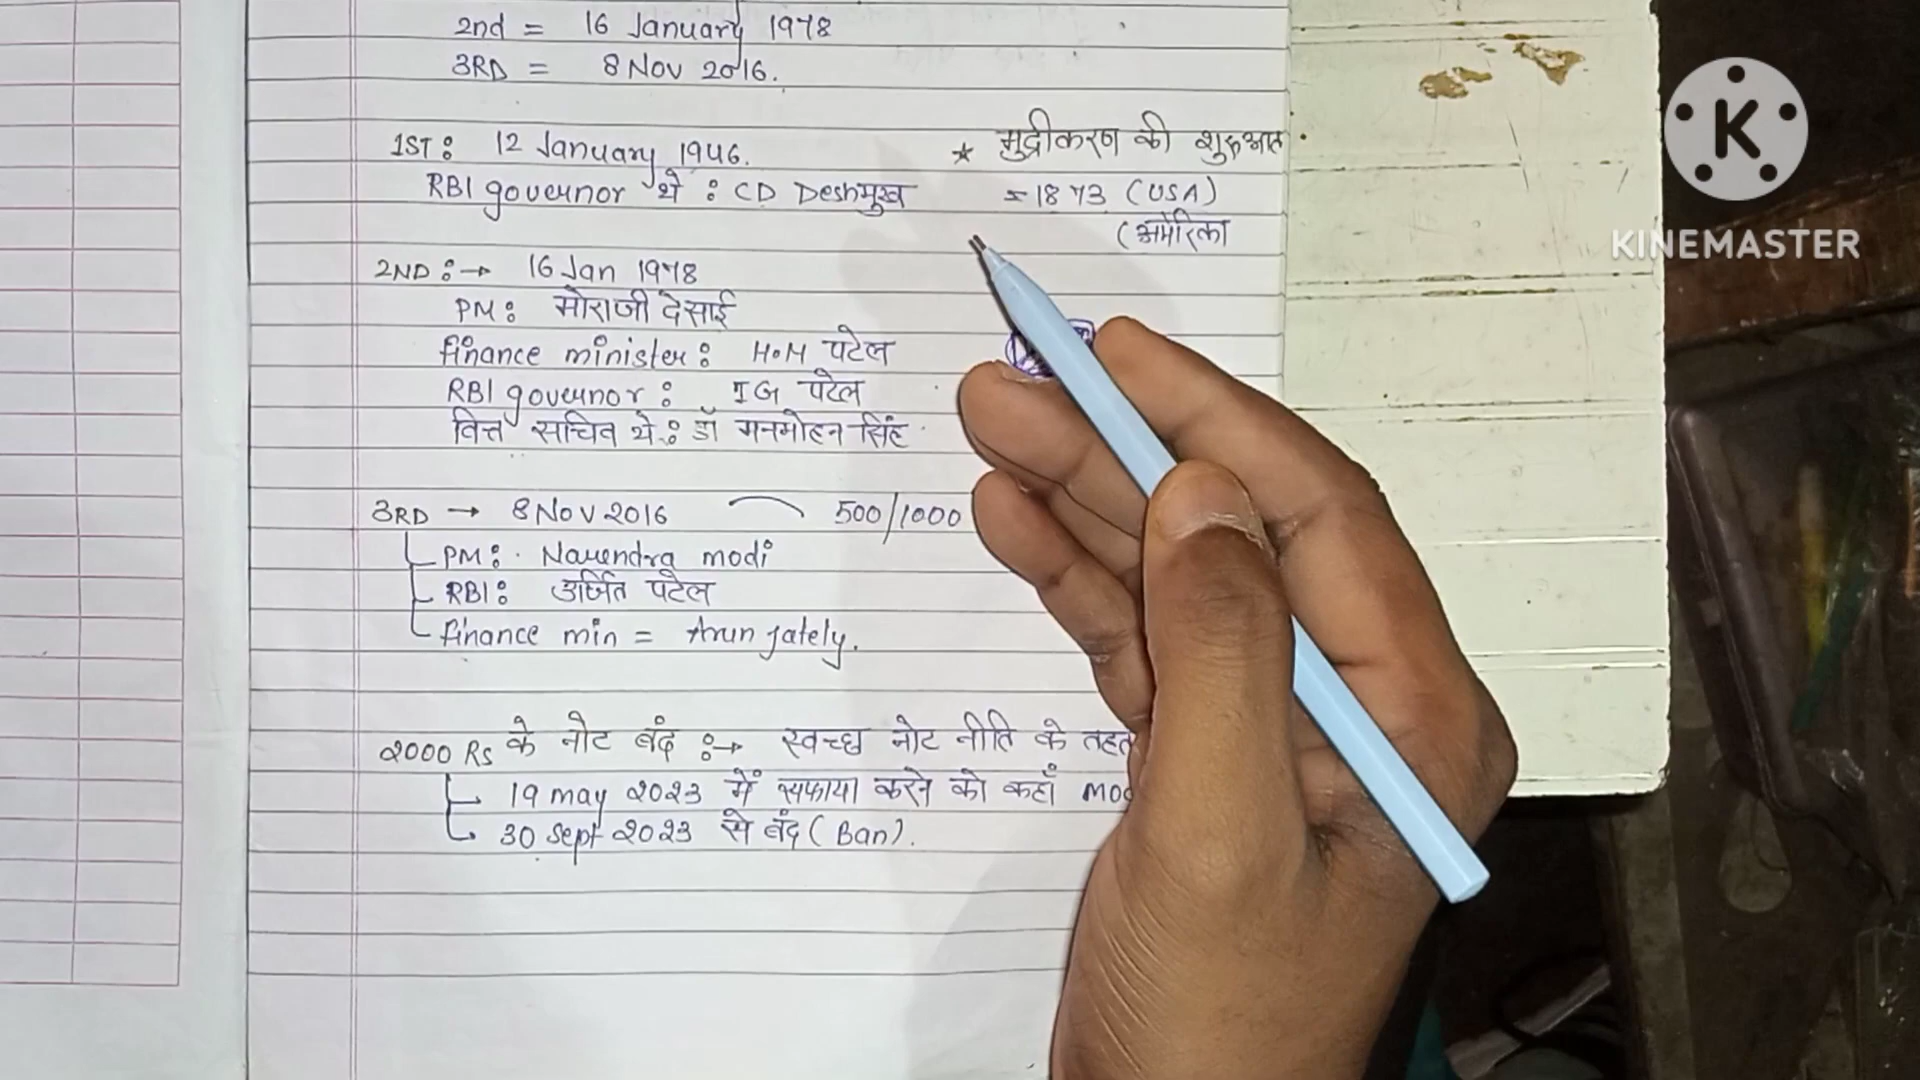 2nd = 16 January 1978
3RD = 8 Nov 2016.
1ST : 12 January 1946.
RBI governor थे : CD Deshमुख
★ मुद्रीकरण की शुरुआत
= 1873 (USA)
(अमेरिका
2ND :→ 16 Jan 1978
PM : मोराजी देसाई
finance minister : H.M पटेल
RBI governor : IG पटेल
वित्त सचिव थे : डॉ मनमोहन सिंह
3RD → 8 Nov 2016 500/1000
PM : Narendra modi
RBI : उर्जित पटेल
finance min = Arun jately.
2000 Rs के नोट बंद :→ स्वच्छ नोट नीति के तहत
19 may 2023 में सफाया करने को कहाँ
30 Sept 2023 से बंद (Ban).
K
KINEMASTER